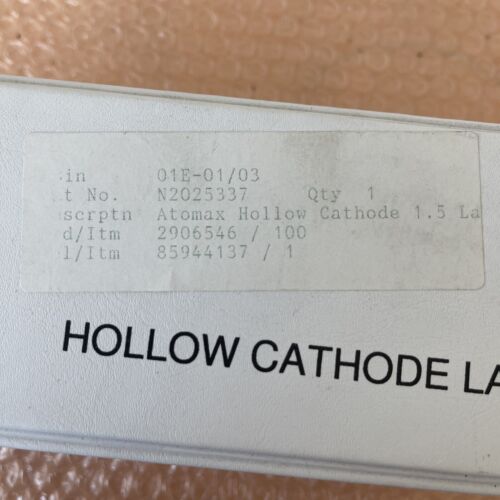 :in 01E-01/03
t No. N2025337 Qty 1
scrptn Atomax Hollow Cathode 1.5 La
d/Itm 2906546 / 100
l/Itm 85944137 / 1
HOLLOW CATHODE LA